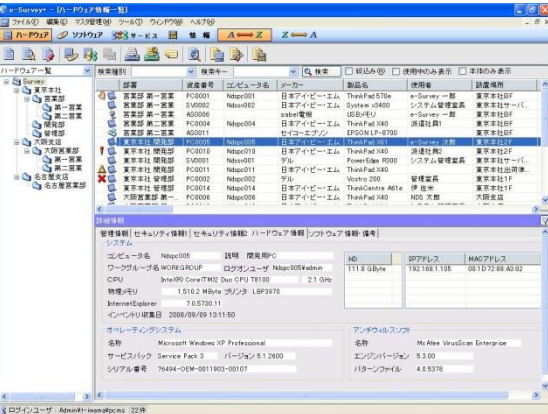 e-Survey+ - [ハードウェア情報一覧]
ファイル(F) 編集(E) マスタ管理(M) ツール(T) ウィンドウ(W) ヘルプ(H)
ハードウェア ソフトウェア サービス 情報 A⟷Z Z⟷A
ハードウェア一覧
検索種別 検索キー 検索 絞込み(D) 使用中のみ表示 本体のみ表示
Survey
東京本社
営業部
第一営業
第二営業
開発部
管理部
大阪支店
大阪営業部
第一営業
第二営業
名古屋支店
名古屋営業部
部署 資産番号 コンピュータ名 メーカー 製品名 使用者 設置場所
営業部 第一営業 PC0001 Ndspc001 日本アイ・ビー・エム ThinkPad 570e e-Survey 一郎 東京本社8F
営業部 第一営業 SV0002 Ndssv002 日本アイ・ビー・エム System x3400 システム管理室長 東京本社サーバ...
営業部 第二営業 AS0006 sabel電機 USBメモリ e-Survey 一郎 東京本社8F
営業部 第二営業 PC0004 Ndspc004 日本アイ・ビー・エム ThinkPad X40 派遣社員1 東京本社8F
営業部 第二営業 AS0011 セイコーエプソン EPSON LP-8700 東京本社8F
東京本社 開発部 PC0005 Ndspc005 日本アイ・ビー・エム ThinkPad X61 e-Survey 次郎 東京本社2F
東京本社 開発部 PC0010 Ndspc010 日本アイ・ビー・エム ThinkPad X40 派遣社員2 東京本社2F
東京本社 開発部 SV0001 Ndssv001 デル PowerEdge R300 システム管理室長 東京本社サーバ...
東京本社 開発部 PC0011 Ndspc011 日本アイ・ビー・エム ThinkPad X40 東京本社出荷準...
東京本社 管理部 PC0002 Ndspc002 デル Vostro 200 管理室長 東京本社1F
東京本社 管理部 PC0014 Ndspc014 日本アイ・ビー・エム ThinkCentre A61e 伊 佐米 東京本社1F
大阪営業部 第一... PC0006 Ndspc006 日本アイ・ビー・エム ThinkPad X40 NDS 太郎 大阪支店
詳細情報
管理情報 セキュリティ情報1 セキュリティ情報2 ハードウェア情報 ソフトウェア情報・備考
システム
コンピュータ名 Ndspc005 説明 開発用PC
ワークグループ名 WORKGROUP ログオンユーザ Ndspc005¥admin
CPU Intel(R) Core(TM)2 Duo CPU T8100 2.1 GHz
物理メモリ 1,510.2 MByte プリンタ LBP3970
InternetExplorer 7.0.5730.11
インベントリ収集日 2008/09/09 13:11:50
HD
111.8 GByte
IPアドレス MACアドレス
192.168.1.105 00:1D:72:88:A0:82
オペレーティングシステム
名称 Microsoft Windows XP Professional
サービスパック Service Pack 3 バージョン 5.1.2600
シリアル番号 76494-OEM-0011903-00107
アンチウィルスソフト
名称 McAfee VirusScan Enterprise
エンジンバージョン 5.3.00
パターンファイル 4.0.5378
ログインユーザ : Admin@t-imama@pcms 22件